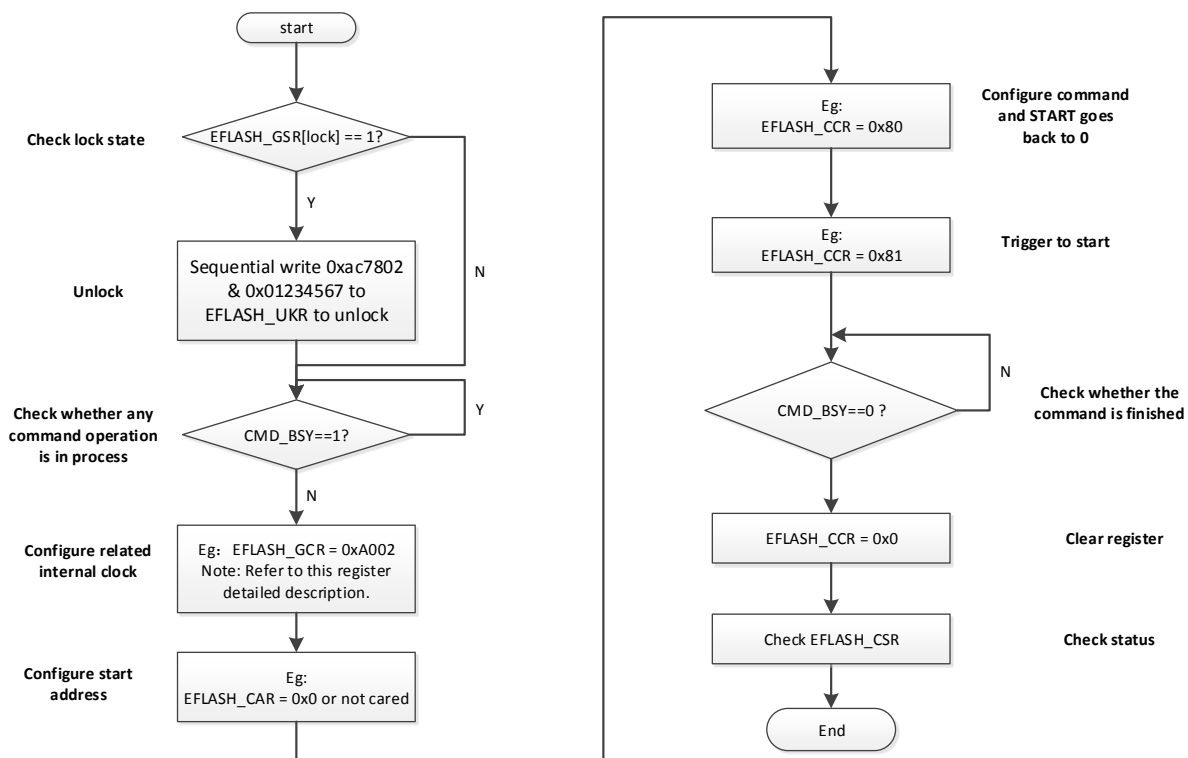 start
Check lock state
EFLASH_GSR[lock] == 1?
Y
N
Unlock
Sequential write 0xac7802
& 0x01234567 to
EFLASH_UKR to unlock
Check whether any
command operation
is in process
CMD_BSY==1?
Y
N
Configure related
internal clock
Eg: EFLASH_GCR = 0xA002
Note: Refer to this register
detailed description.
Configure start
address
Eg:
EFLASH_CAR = 0x0 or not cared
Eg:
EFLASH_CCR = 0x80
Configure command
and START goes
back to 0
Eg:
EFLASH_CCR = 0x81
Trigger to start
CMD_BSY==0 ?
N
Check whether the
command is finished
EFLASH_CCR = 0x0
Clear register
Check EFLASH_CSR
Check status
End